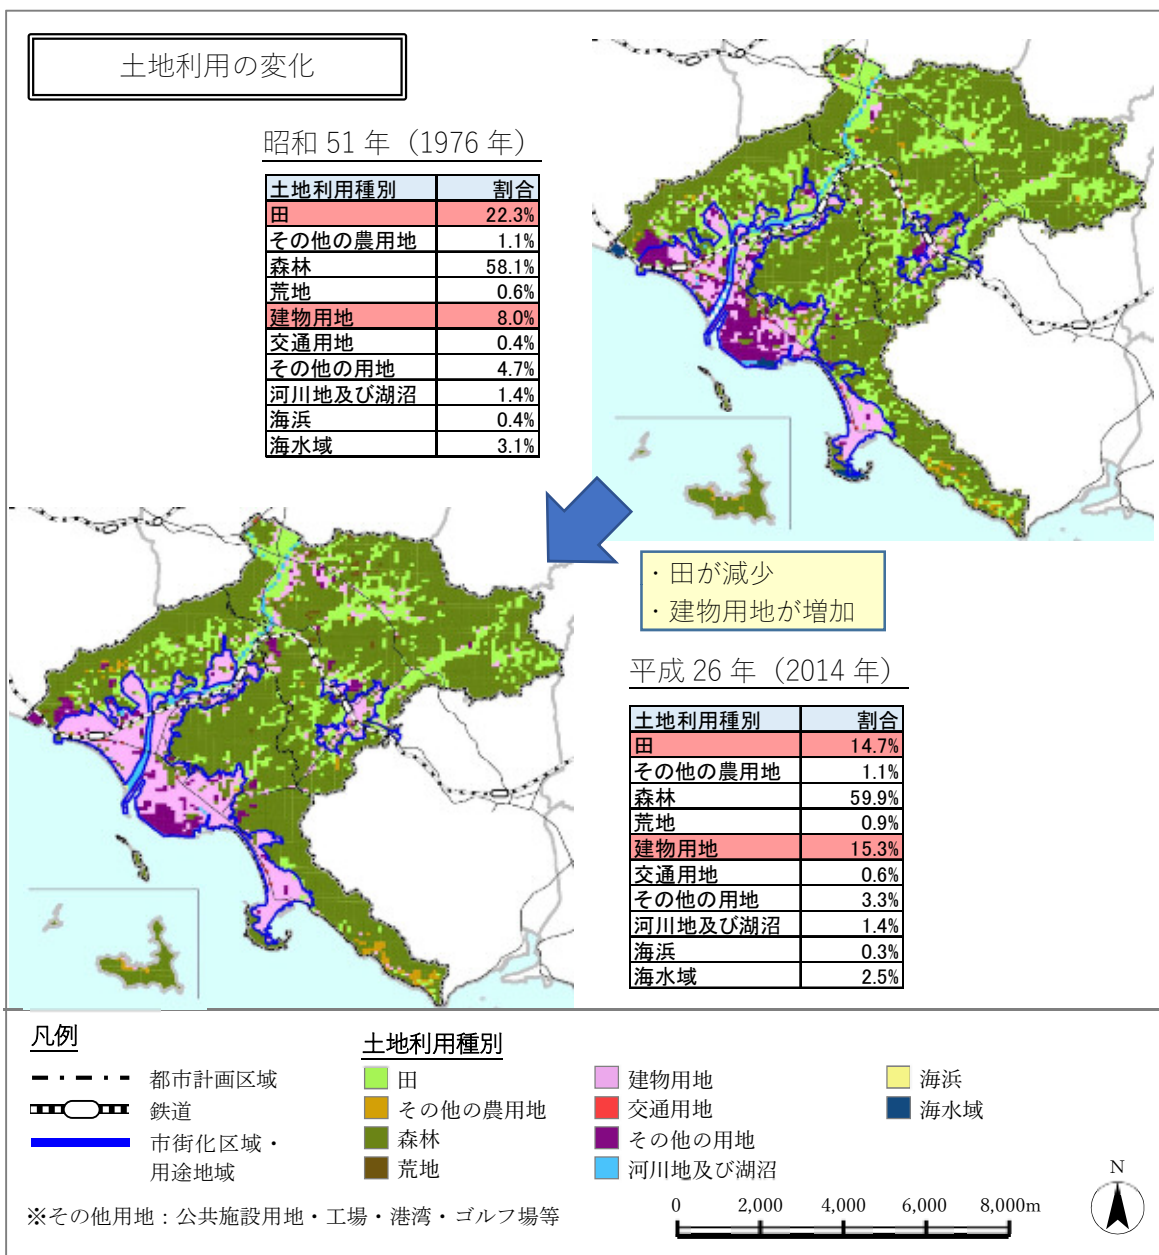 土地利用の変化
昭和 51 年（1976 年）
土地利用種別 割合
田 22.3%
その他の農用地 1.1%
森林 58.1%
荒地 0.6%
建物用地 8.0%
交通用地 0.4%
その他の用地 4.7%
河川地及び湖沼 1.4%
海浜 0.4%
海水域 3.1%
・田が減少
・建物用地が増加
平成 26 年（2014 年）
土地利用種別 割合
田 14.7%
その他の農用地 1.1%
森林 59.9%
荒地 0.9%
建物用地 15.3%
交通用地 0.6%
その他の用地 3.3%
河川地及び湖沼 1.4%
海浜 0.3%
海水域 2.5%
凡例
都市計画区域
鉄道
市街化区域・
用途地域
土地利用種別
田
その他の農用地
森林
荒地
建物用地
交通用地
その他の用地
河川地及び湖沼
海浜
海水域
※その他用地：公共施設用地・工場・港湾・ゴルフ場等
0 2,000 4,000 6,000 8,000m
N